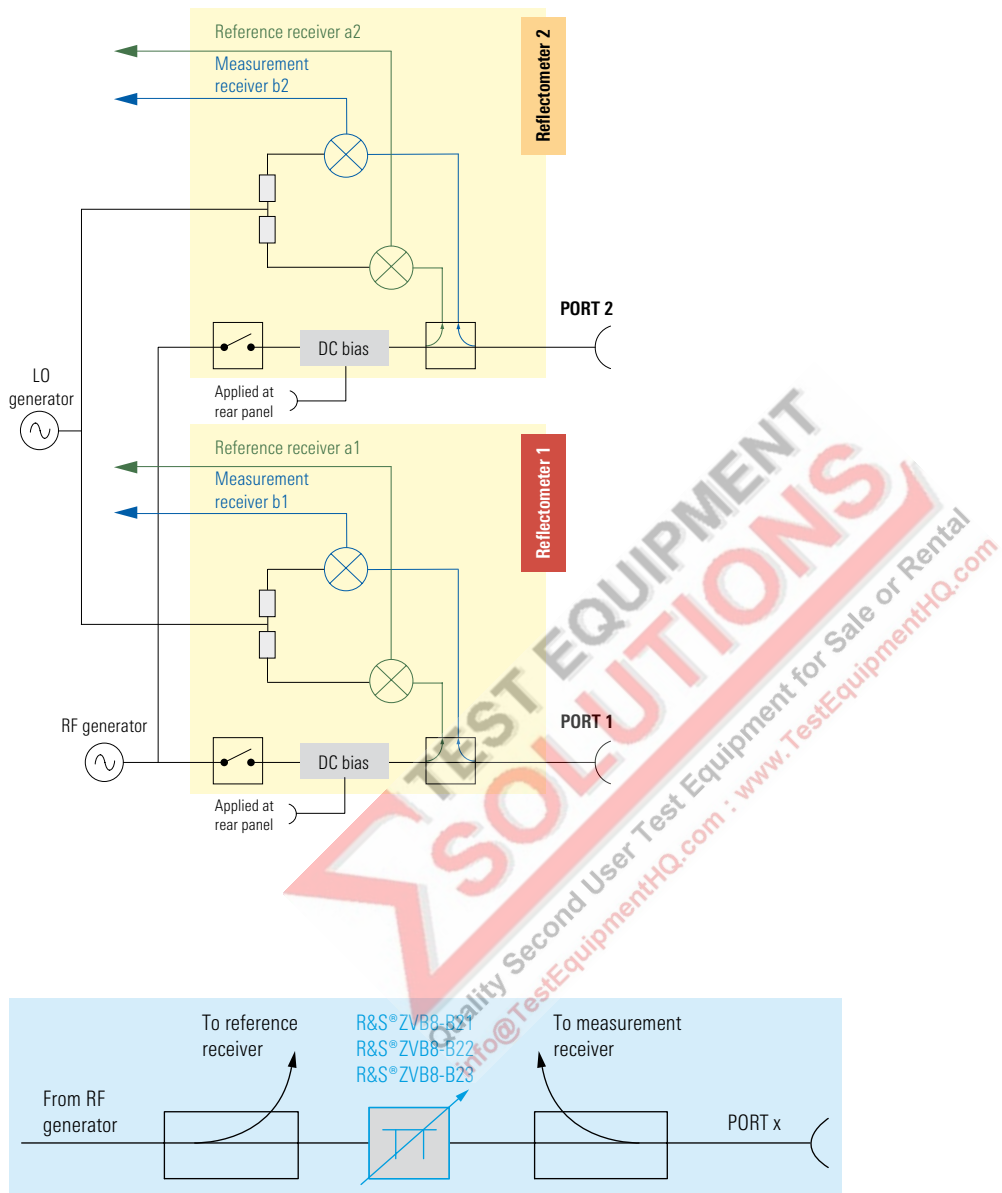 Reference receiver a2
Measurement
receiver b2
Reflectometer 2
PORT 2
DC bias
LO
generator
Applied at
rear panel
Reference receiver a1
Measurement
receiver b1
Reflectometer 1
RF generator
PORT 1
DC bias
Applied at
rear panel
TEST EQUIPMENT
SOLUTIONS
Quality Second User Test Equipment for Sale or Rental
info@TestEquipmentHQ.com : www.TestEquipmentHQ.com
To reference
receiver
R&S®ZVB8-B21
R&S®ZVB8-B22
R&S®ZVB8-B23
To measurement
receiver
From RF
generator
PORT x